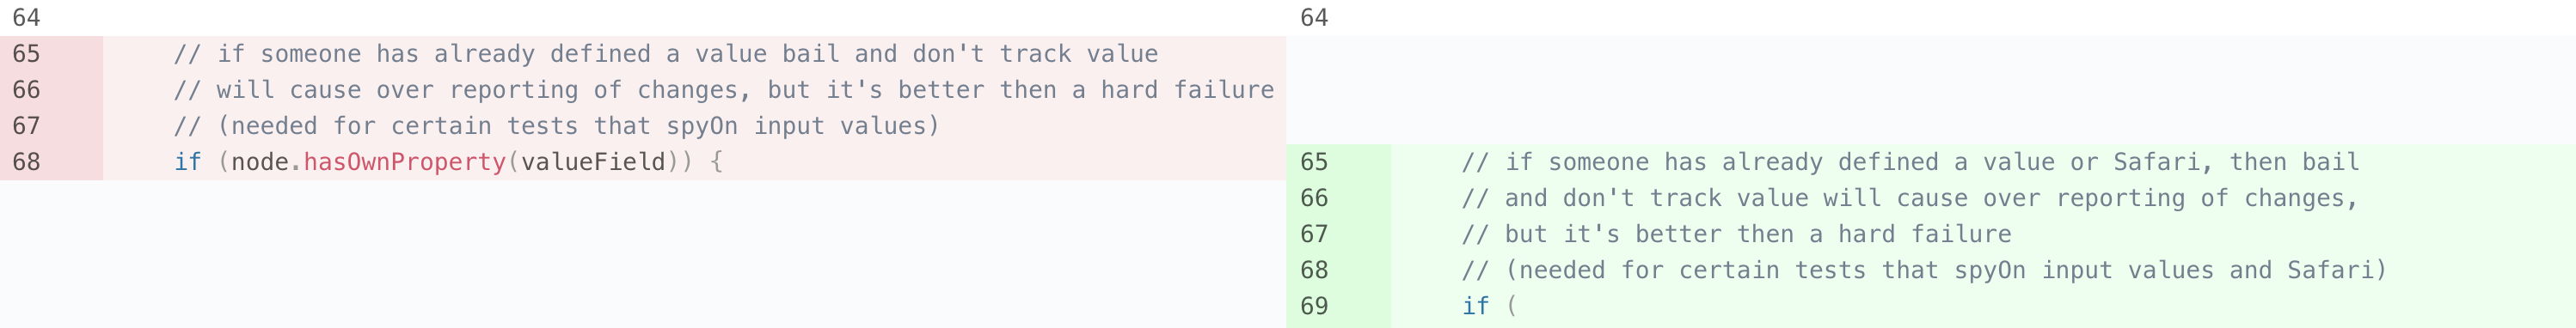 64
65 // if someone has already defined a value bail and don't track value
66 // will cause over reporting of changes, but it's better then a hard failure
67 // (needed for certain tests that spyOn input values)
68 if (node.hasOwnProperty(valueField)) {
64
65 // if someone has already defined a value or Safari, then bail
66 // and don't track value will cause over reporting of changes,
67 // but it's better then a hard failure
68 // (needed for certain tests that spyOn input values and Safari)
69 if (